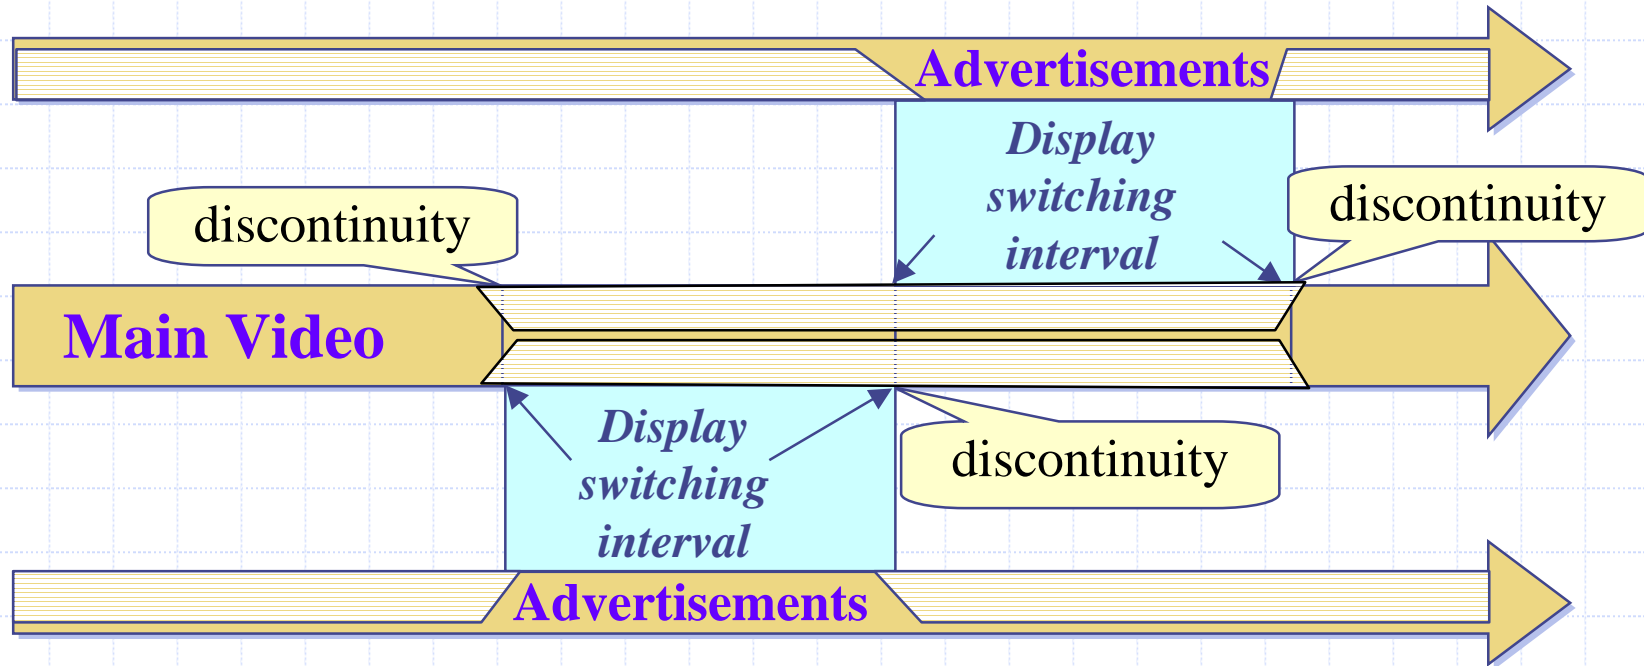 Advertisements
Display
switching
interval
discontinuity
discontinuity
Main Video
Display
switching
interval
discontinuity
Advertisements